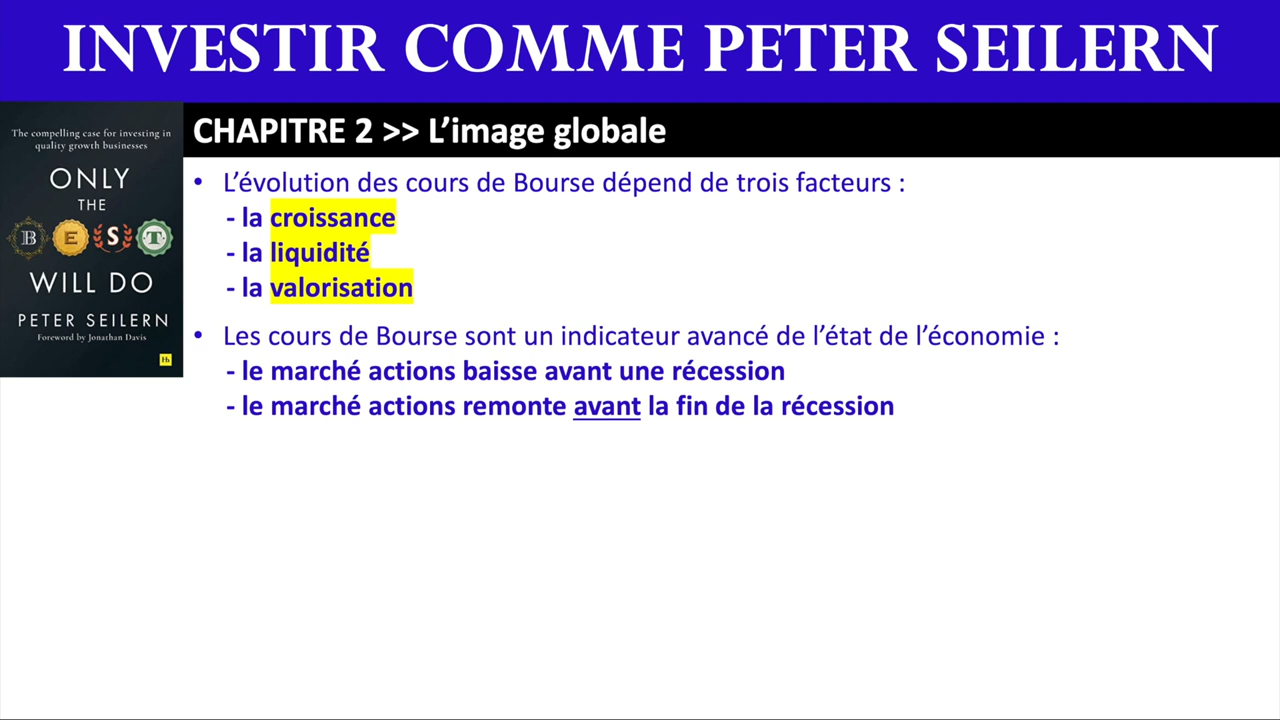 INVESTIR COMME PETER SEILERN
The compelling case for investing in
quality growth businesses
ONLY
THE
BEST
WILL DO
PETER SEILERN
Foreword by Jonathan Davis
Hh
CHAPITRE 2 >> L’image globale
• L’évolution des cours de Bourse dépend de trois facteurs :
- la croissance
- la liquidité
- la valorisation
• Les cours de Bourse sont un indicateur avancé de l’état de l’économie :
- le marché actions baisse avant une récession
- le marché actions remonte avant la fin de la récession